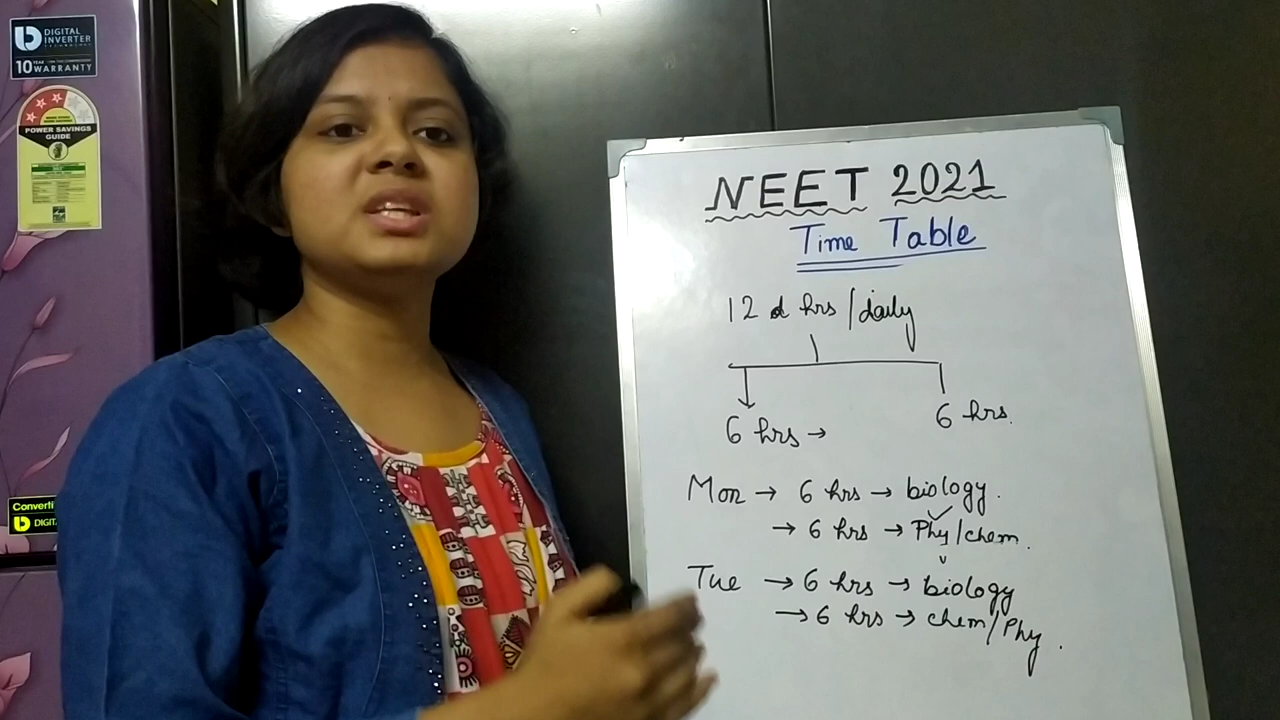 DIGITAL
INVERTER
TECHNOLOGY
10 YEAR WARRANTY
POWER SAVINGS
GUIDE
Converti
DIGIT
NEET 2021
Time Table
12 d hrs/daily
6 hrs →
6 hrs.
Mon → 6 hrs → biology.
→ 6 hrs → Phy/chem.
Tue → 6 hrs → biology
→ 6 hrs → chem/Phy.